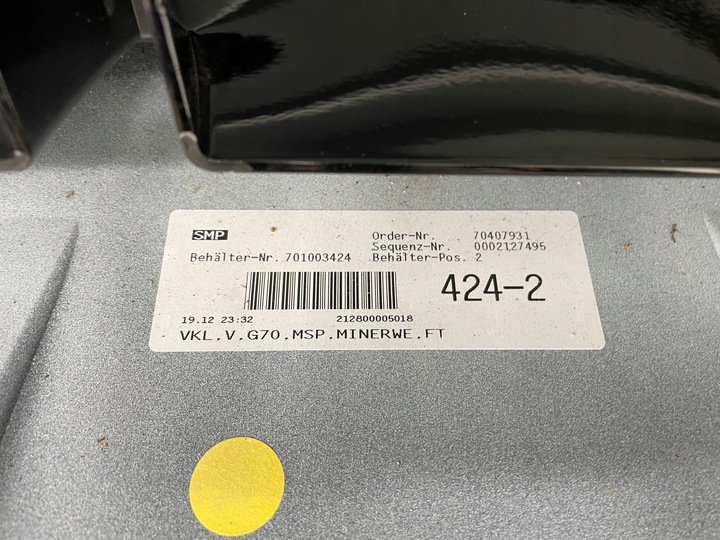 SMP Order-Nr. 70407931
Sequenz-Nr. 0002127495
Behälter-Nr. 701003424 Behälter-Pos. 2
424-2
19.12 23:32 212800005018
VKL.V.G70.MSP.MINERWE.FT